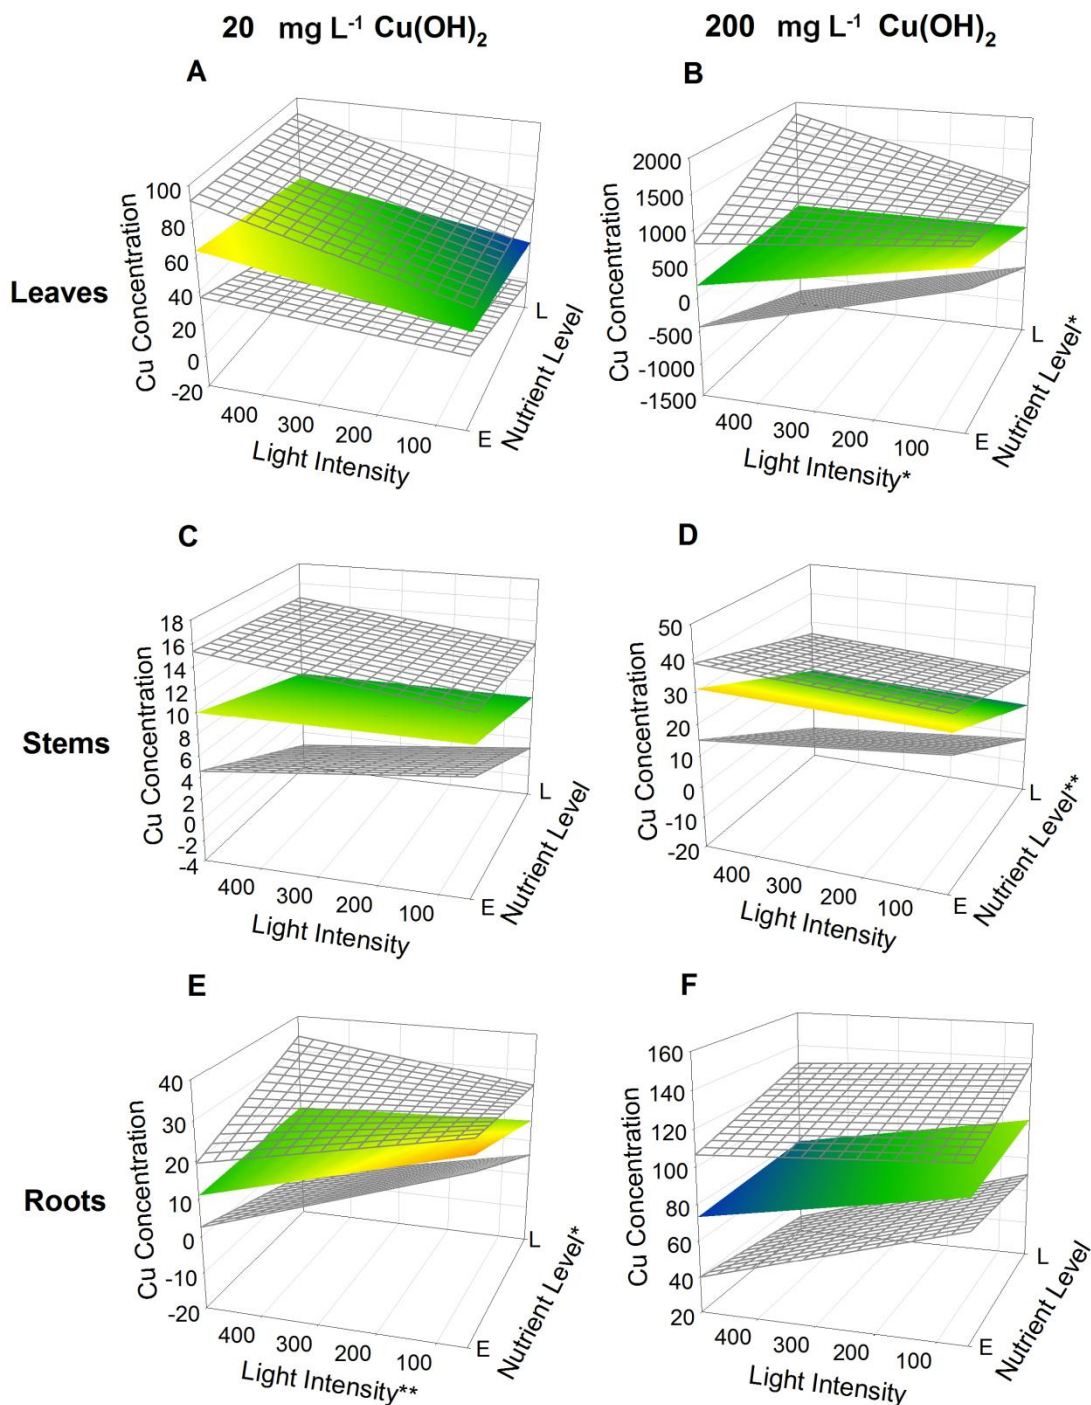 20 mg L⁻¹ Cu(OH)₂
200 mg L⁻¹ Cu(OH)₂
A
B
Leaves
Cu Concentration
100
80
60
40
20
0
-20
400
300
200
100
Light Intensity
E
L
Nutrient Level
Cu Concentration
2000
1500
1000
500
0
-500
-1000
-1500
400
300
200
100
Light Intensity*
E
L
Nutrient Level*
C
D
Stems
Cu Concentration
18
16
14
12
10
8
6
4
2
0
-2
-4
400
300
200
100
Light Intensity
E
L
Nutrient Level
Cu Concentration
50
40
30
20
10
0
-10
-20
400
300
200
100
Light Intensity
E
L
Nutrient Level**
E
F
Roots
Cu Concentration
40
30
20
10
0
-10
-20
400
300
200
100
Light Intensity**
E
L
Nutrient Level*
Cu Concentration
160
140
120
100
80
60
40
20
400
300
200
100
Light Intensity
E
L
Nutrient Level